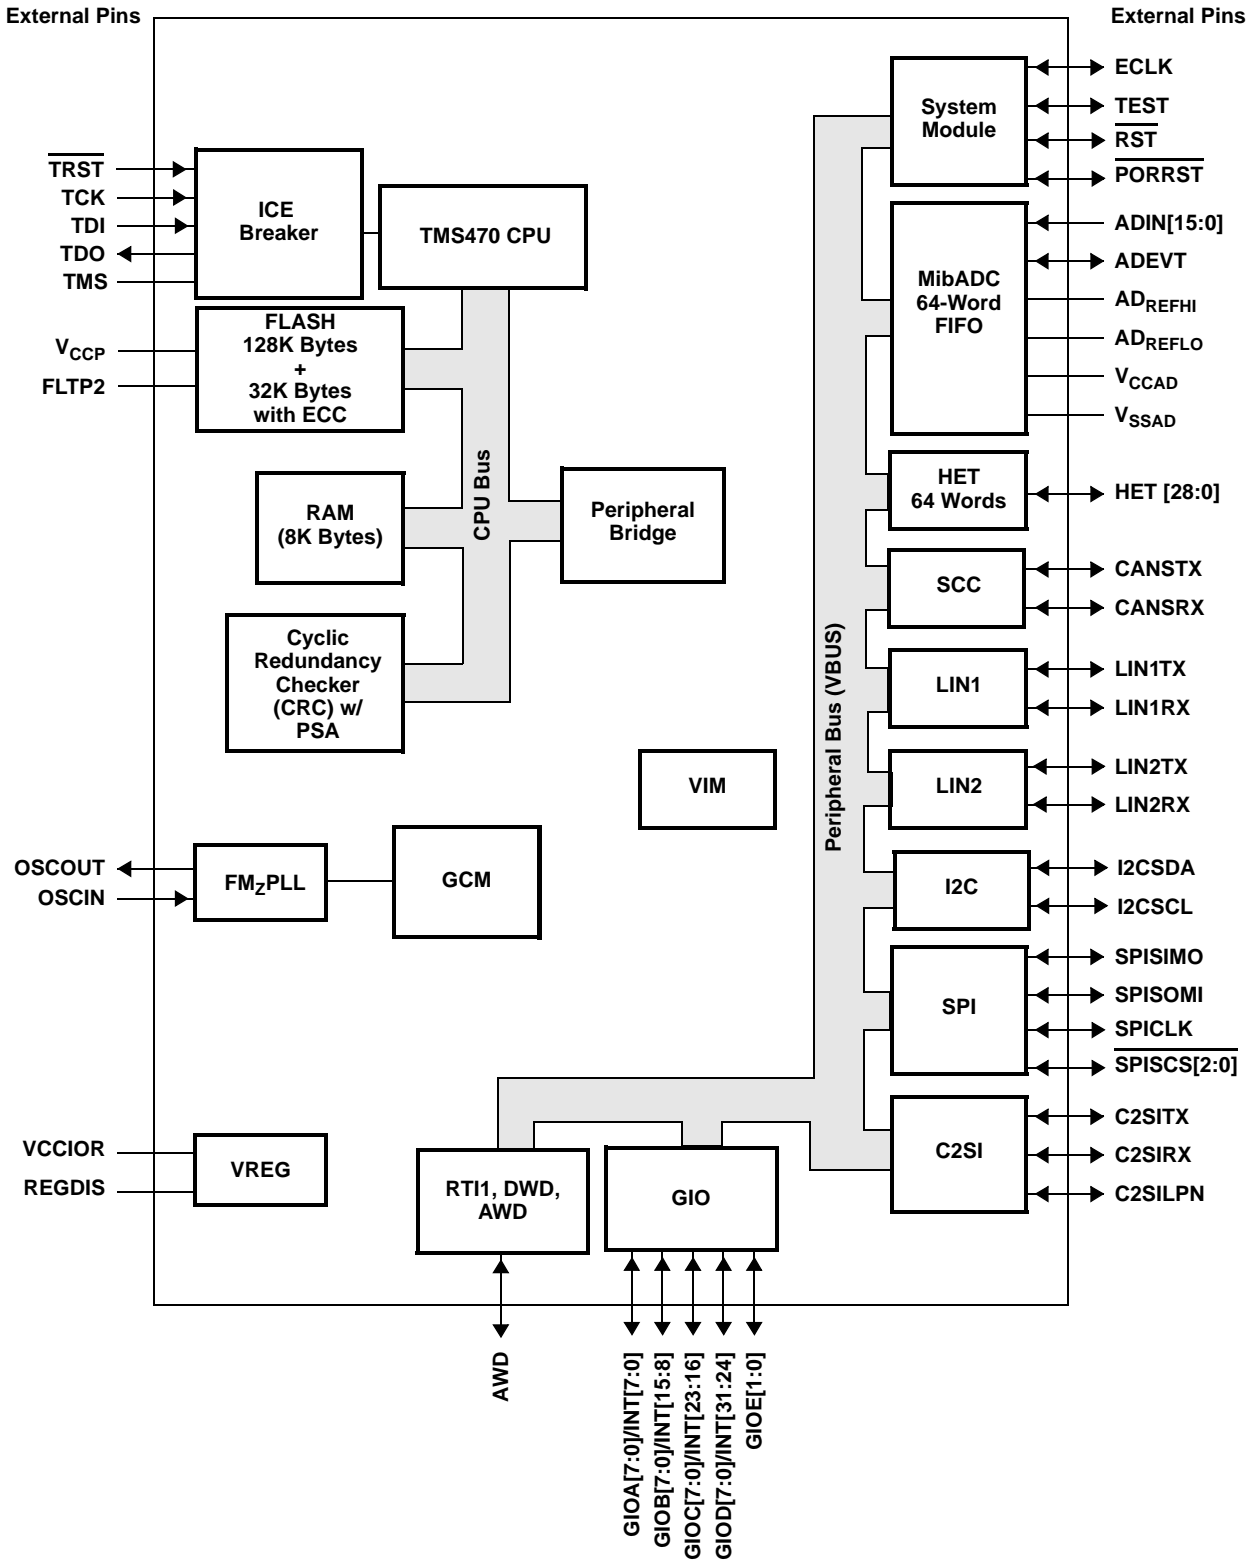 External Pins
External Pins
TRST
TCK
TDI
TDO
TMS
ICE
Breaker
TMS470 CPU
VCCP
FLTP2
FLASH
128K Bytes
+
32K Bytes
with ECC
RAM
(8K Bytes)
CPU Bus
Peripheral
Bridge
Cyclic
Redundancy
Checker
(CRC) w/
PSA
VIM
OSCOUT
OSCIN
FMZPLL
GCM
VCCIOR
REGDIS
VREG
RTI1, DWD,
AWD
GIO
Peripheral Bus (VBUS)
System
Module
ECLK
TEST
RST
PORRST
MibADC
64-Word
FIFO
ADIN[15:0]
ADEVT
ADREFHI
ADREFLO
VCCAD
VSSAD
HET
64 Words
HET [28:0]
SCC
CANSTX
CANSRX
LIN1
LIN1TX
LIN1RX
LIN2
LIN2TX
LIN2RX
I2C
I2CSDA
I2CSCL
SPI
SPISIMO
SPISOMI
SPICLK
SPISCS[2:0]
C2SI
C2SITX
C2SIRX
C2SILPN
AWD
GIOA[7:0]/INT[7:0]
GIOB[7:0]/INT[15:8]
GIOC[7:0]/INT[23:16]
GIOD[7:0]/INT[31:24]
GIOE[1:0]